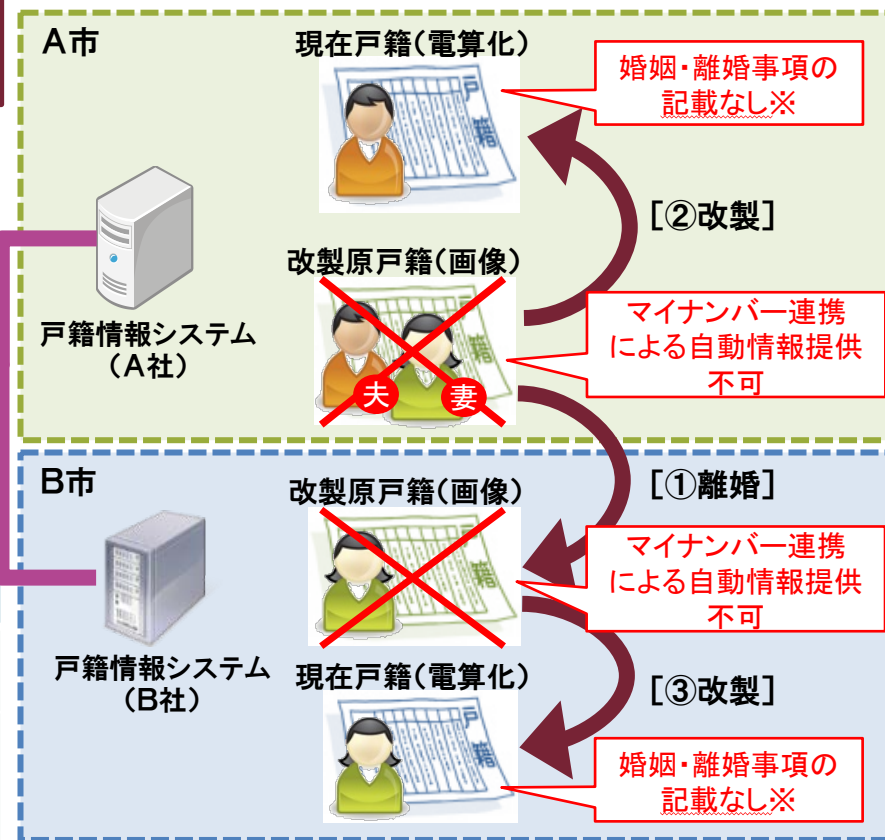 A市
現在戸籍(電算化)
戸籍
婚姻・離婚事項の
記載なし※
[②改製]
戸籍情報システム
(A社)
改製原戸籍(画像)
籍
夫
妻
マイナンバー連携
による自動情報提供
不可
[①離婚]
B市
改製原戸籍(画像)
籍
マイナンバー連携
による自動情報提供
不可
戸籍情報システム
(B社)
現在戸籍(電算化)
戸籍
[③改製]
婚姻・離婚事項の
記載なし※